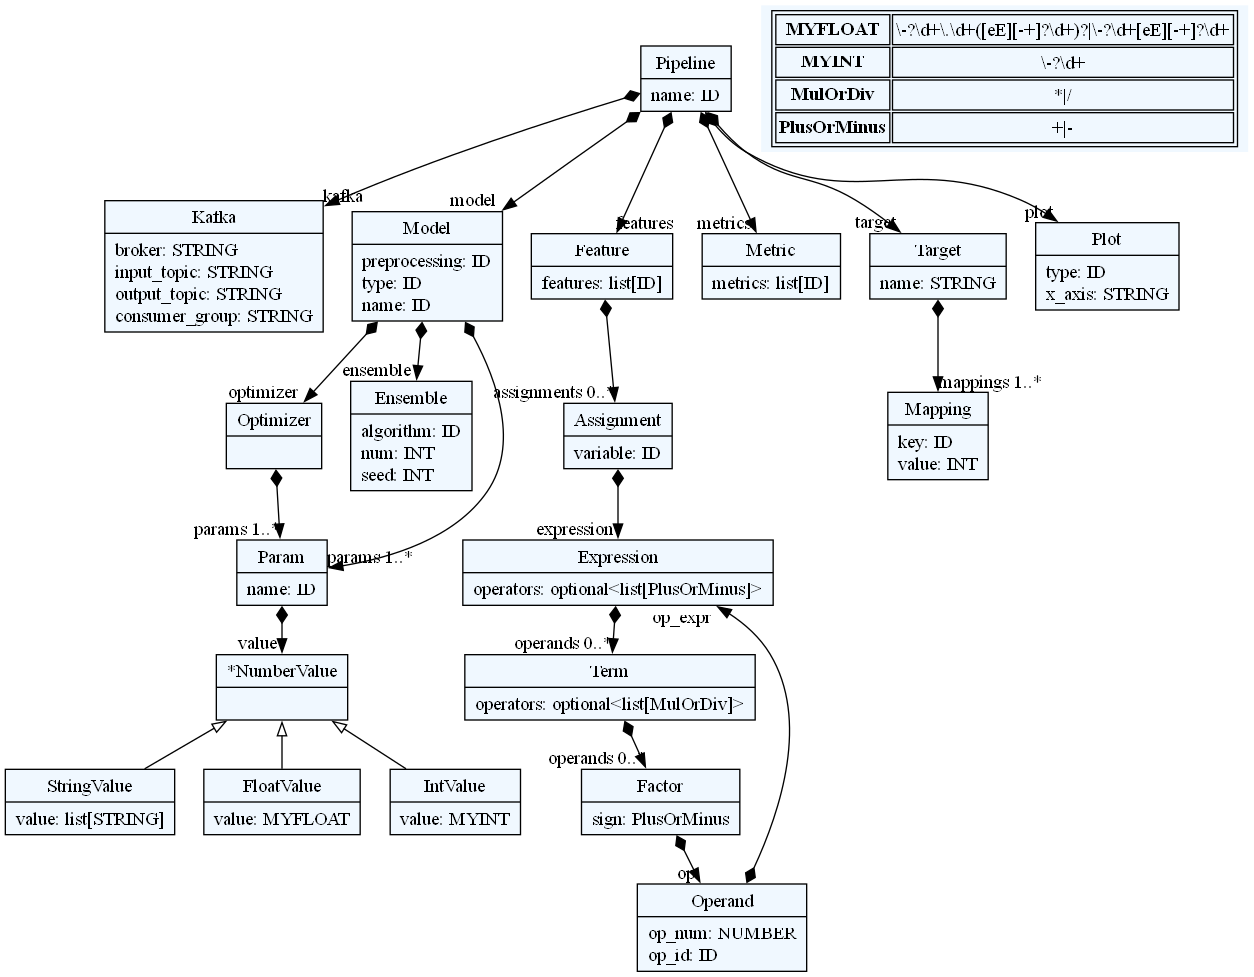 MYFLOAT \-?\d+\.\d+([eE][-+]?\d+)?|\-?\d+[eE][-+]?\d+
MYINT \-?\d+
MulOrDiv *|/
PlusOrMinus +|-
Pipeline
name: ID
kafka
model
features
metrics
target
plot
Kafka
broker: STRING
input_topic: STRING
output_topic: STRING
consumer_group: STRING
Model
preprocessing: ID
type: ID
name: ID
Feature
features: list[ID]
Metric
metrics: list[ID]
Target
name: STRING
Plot
type: ID
x_axis: STRING
optimizer
ensemble
assignments 0..*
mappings 1..*
Optimizer
Ensemble
algorithm: ID
num: INT
seed: INT
Assignment
variable: ID
Mapping
key: ID
value: INT
params 1..*
params 1..*
expression
Param
name: ID
Expression
operators: optional<list[PlusOrMinus]>
value
operands 0..*
op_expr
*NumberValue
Term
operators: optional<list[MulOrDiv]>
operands 0..
StringValue
value: list[STRING]
FloatValue
value: MYFLOAT
IntValue
value: MYINT
Factor
sign: PlusOrMinus
op
Operand
op_num: NUMBER
op_id: ID